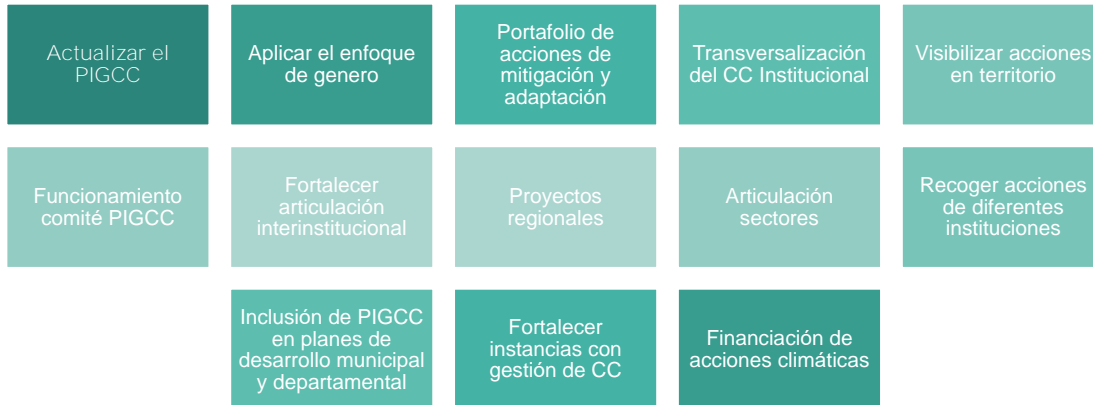 Actualizar el
PIGCC
Aplicar el enfoque
de genero
Portafolio de
acciones de
mitigación y
adaptación
Transversalización
del CC Institucional
Visibilizar acciones
en territorio
Funcionamiento
comité PIGCC
Fortalecer
articulación
interinstitucional
Proyectos
regionales
Articulación
sectores
Recoger acciones
de diferentes
instituciones
Inclusión de PIGCC
en planes de
desarrollo municipal
y departamental
Fortalecer
instancias con
gestión de CC
Financiación de
acciones climáticas